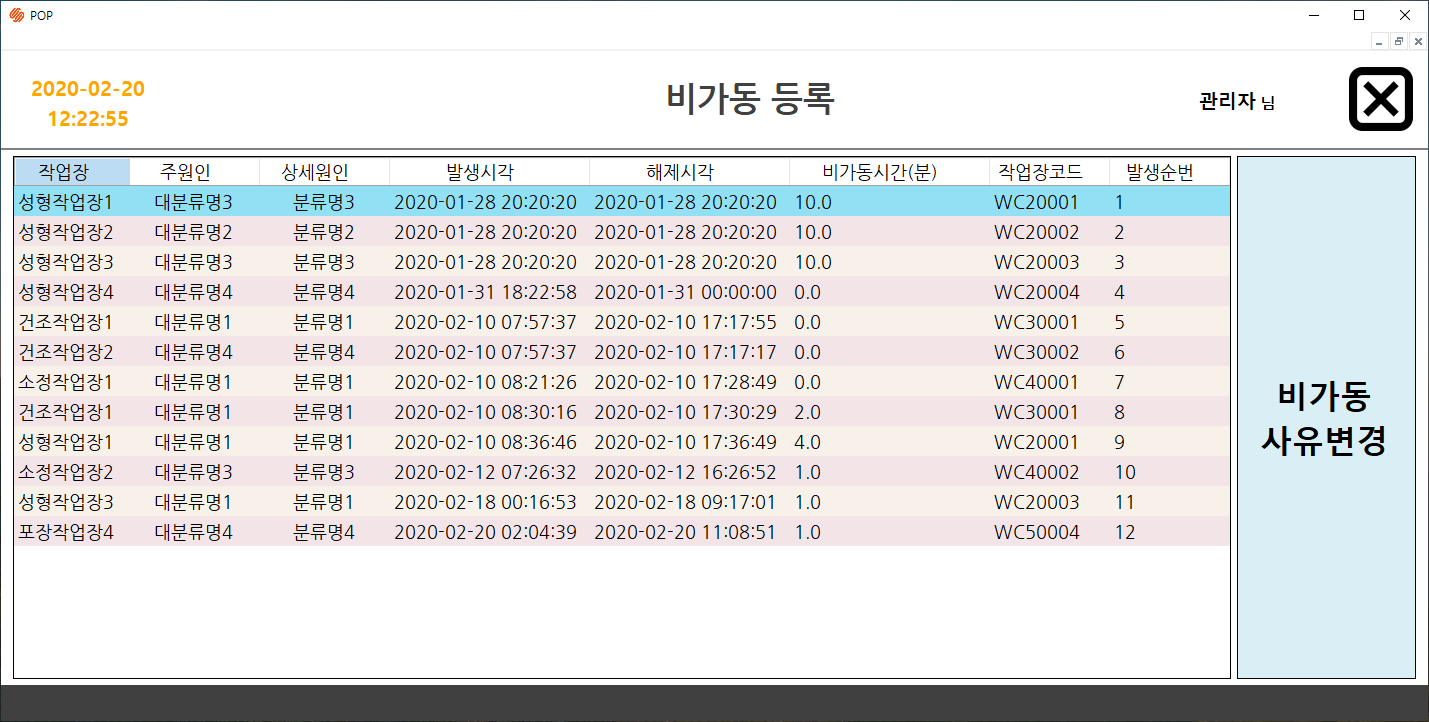 POP
2020-02-20
12:22:55
비가동 등록
관리자 님
작업장 주원인 상세원인 발생시각 해제시각 비가동시간(분) 작업장코드 발생순번
성형작업장1 대분류명3 분류명3 2020-01-28 20:20:20 2020-01-28 20:20:20 10.0 WC20001 1
성형작업장2 대분류명2 분류명2 2020-01-28 20:20:20 2020-01-28 20:20:20 10.0 WC20002 2
성형작업장3 대분류명3 분류명3 2020-01-28 20:20:20 2020-01-28 20:20:20 10.0 WC20003 3
성형작업장4 대분류명4 분류명4 2020-01-31 18:22:58 2020-01-31 00:00:00 0.0 WC20004 4
건조작업장1 대분류명1 분류명1 2020-02-10 07:57:37 2020-02-10 17:17:55 0.0 WC30001 5
건조작업장2 대분류명4 분류명4 2020-02-10 07:57:37 2020-02-10 17:17:17 0.0 WC30002 6
소정작업장1 대분류명1 분류명1 2020-02-10 08:21:26 2020-02-10 17:28:49 0.0 WC40001 7
건조작업장1 대분류명1 분류명1 2020-02-10 08:30:16 2020-02-10 17:30:29 2.0 WC30001 8
성형작업장1 대분류명1 분류명1 2020-02-10 08:36:46 2020-02-10 17:36:49 4.0 WC20001 9
소정작업장2 대분류명3 분류명3 2020-02-12 07:26:32 2020-02-12 16:26:52 1.0 WC40002 10
성형작업장3 대분류명1 분류명1 2020-02-18 00:16:53 2020-02-18 09:17:01 1.0 WC20003 11
포장작업장4 대분류명4 분류명4 2020-02-20 02:04:39 2020-02-20 11:08:51 1.0 WC50004 12
비가동
사유변경